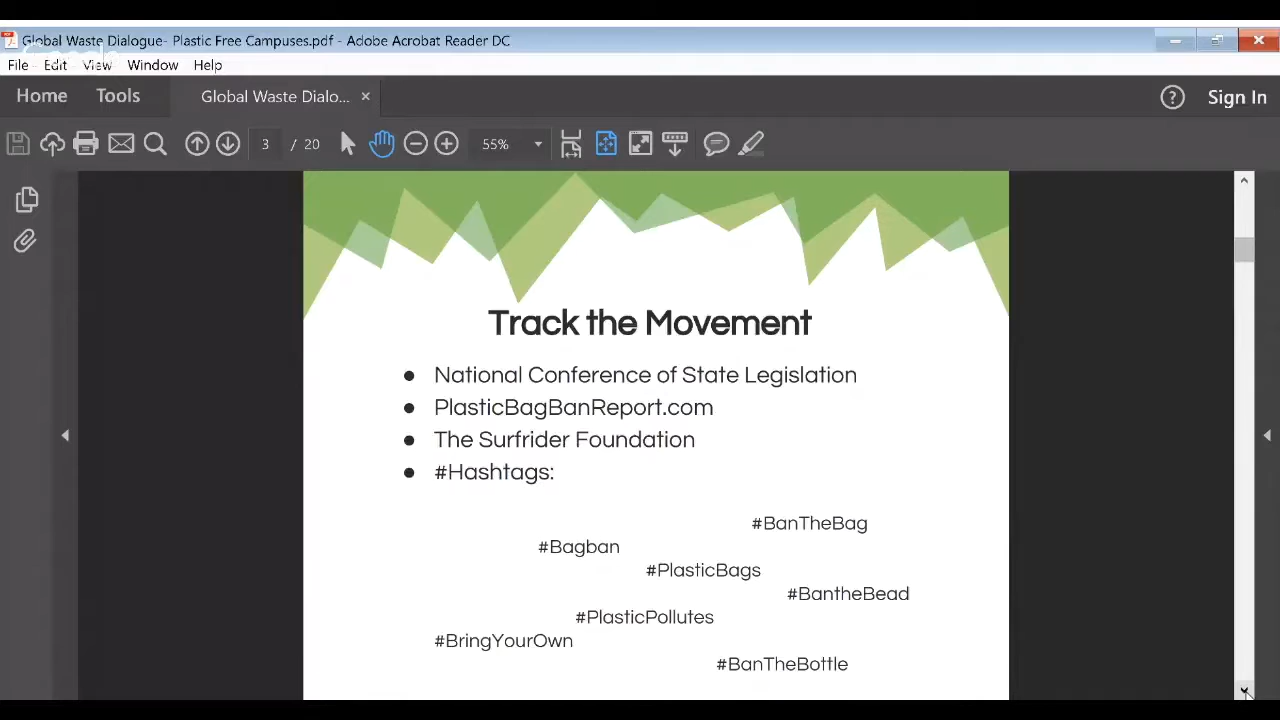 Global Waste Dialogue- Plastic Free Campuses.pdf - Adobe Acrobat Reader DC
File Edit View Window Help
Home Tools Global Waste Dialo... × ? Sign In
3 / 20 55%
Track the Movement
● National Conference of State Legislation
● PlasticBagBanReport.com
● The Surfrider Foundation
● #Hashtags:
#BanTheBag
#Bagban
#PlasticBags
#BantheBead
#PlasticPollutes
#BringYourOwn
#BanTheBottle